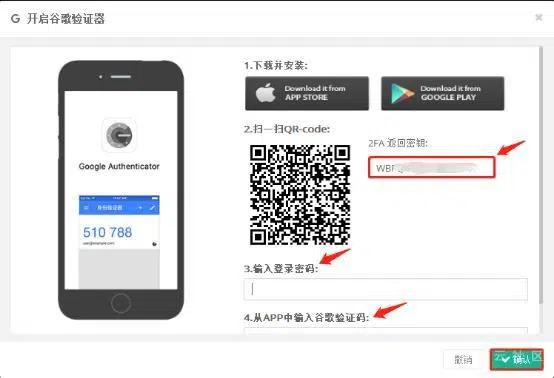 G 开启谷歌验证器
×
1.下载并安装:
Download it from
APP STORE
Download it from
GOOGLE PLAY
2.扫一扫QR-code:
2FA 返回密钥:
WBF
Google Authenticator
身份验证器
510 788
user@example.com
3.输入登录密码:
4.从APP中输入谷歌验证码:
撤销
确认